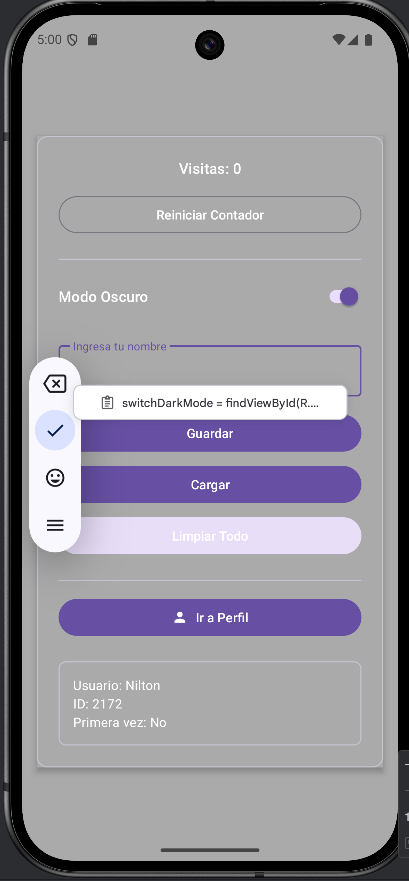 5:00
Visitas: 0
Reiniciar Contador
Modo Oscuro
Ingresa tu nombre
switchDarkMode = findViewById(R....
Guardar
Cargar
Limpiar Todo
Ir a Perfil
Usuario: Nilton
ID: 2172
Primera vez: No